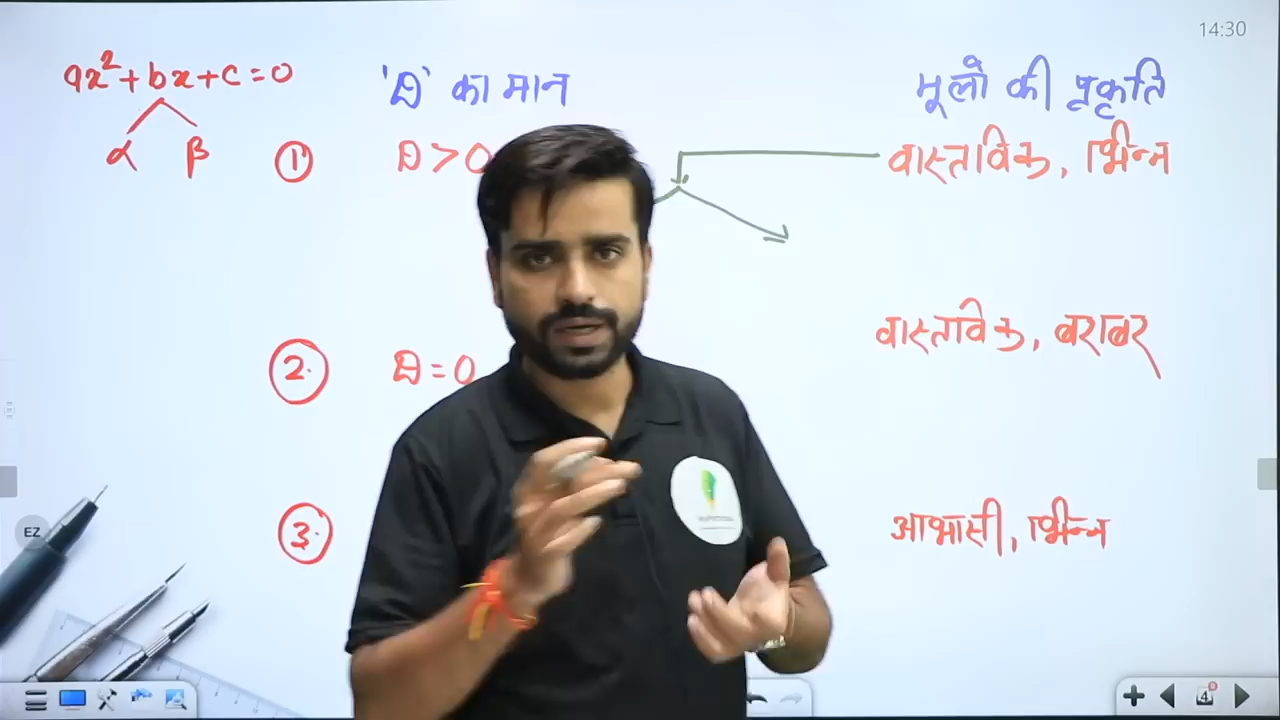 14:30
ax²+bx+c=0
'D' का मान
मूलों की प्रकृति
α β
① D>0
वास्तविक, भिन्न
② D=0
वास्तविक, बराबर
③
आभासी, भिन्न
EZ
4